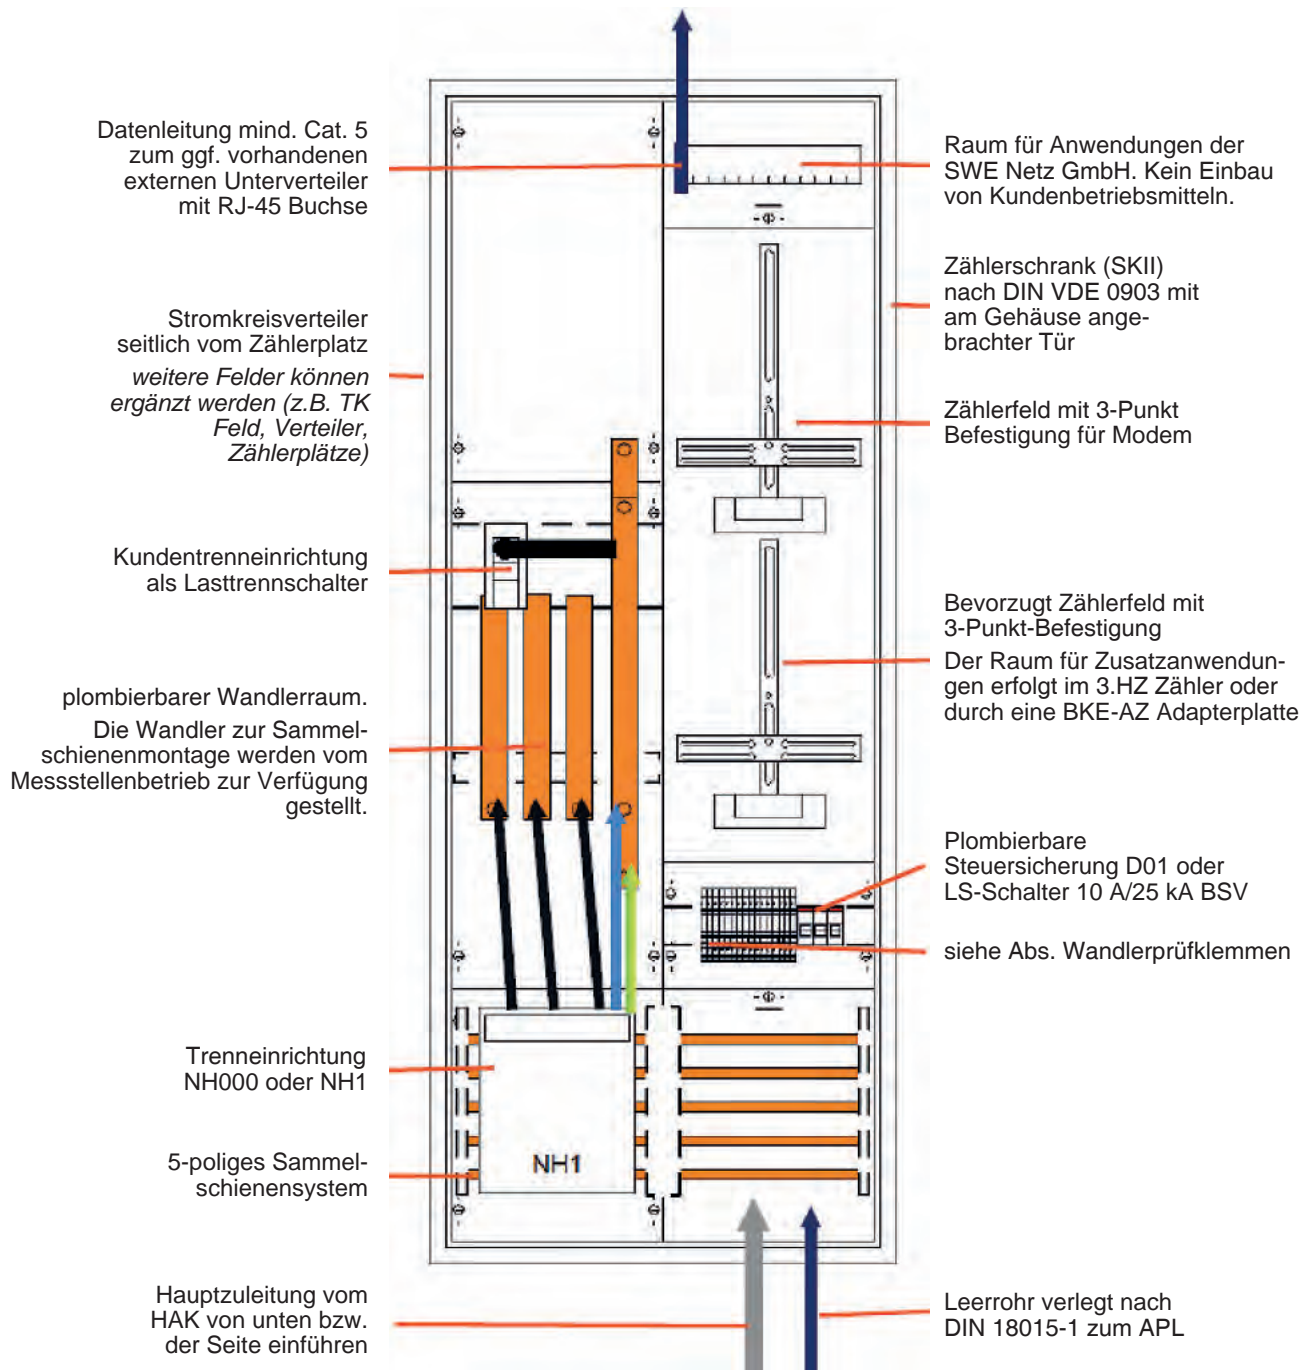 Datenleitung mind. Cat. 5
zum ggf. vorhandenen
externen Unterverteiler
mit RJ-45 Buchse
Stromkreisverteiler
seitlich vom Zählerplatz
weitere Felder können
ergänzt werden (z.B. TK
Feld, Verteiler,
Zählerplätze)
Kundentrenneinrichtung
als Lasttrennschalter
plombierbarer Wandlerraum.
Die Wandler zur Sammel-
schienenmontage werden vom
Messstellenbetrieb zur Verfügung
gestellt.
Trenneinrichtung
NH000 oder NH1
5-poliges Sammel-
schienensystem
Hauptzuleitung vom
HAK von unten bzw.
der Seite einführen
NH1
Raum für Anwendungen der
SWE Netz GmbH. Kein Einbau
von Kundenbetriebsmitteln.
Zählerschrank (SKII)
nach DIN VDE 0903 mit
am Gehäuse ange-
brachter Tür
Zählerfeld mit 3-Punkt
Befestigung für Modem
Bevorzugt Zählerfeld mit
3-Punkt-Befestigung
Der Raum für Zusatzanwendun-
gen erfolgt im 3.HZ Zähler oder
durch eine BKE-AZ Adapterplatte
Plombierbare
Steuersicherung D01 oder
LS-Schalter 10 A/25 kA BSV
siehe Abs. Wandlerprüfklemmen
Leerrohr verlegt nach
DIN 18015-1 zum APL